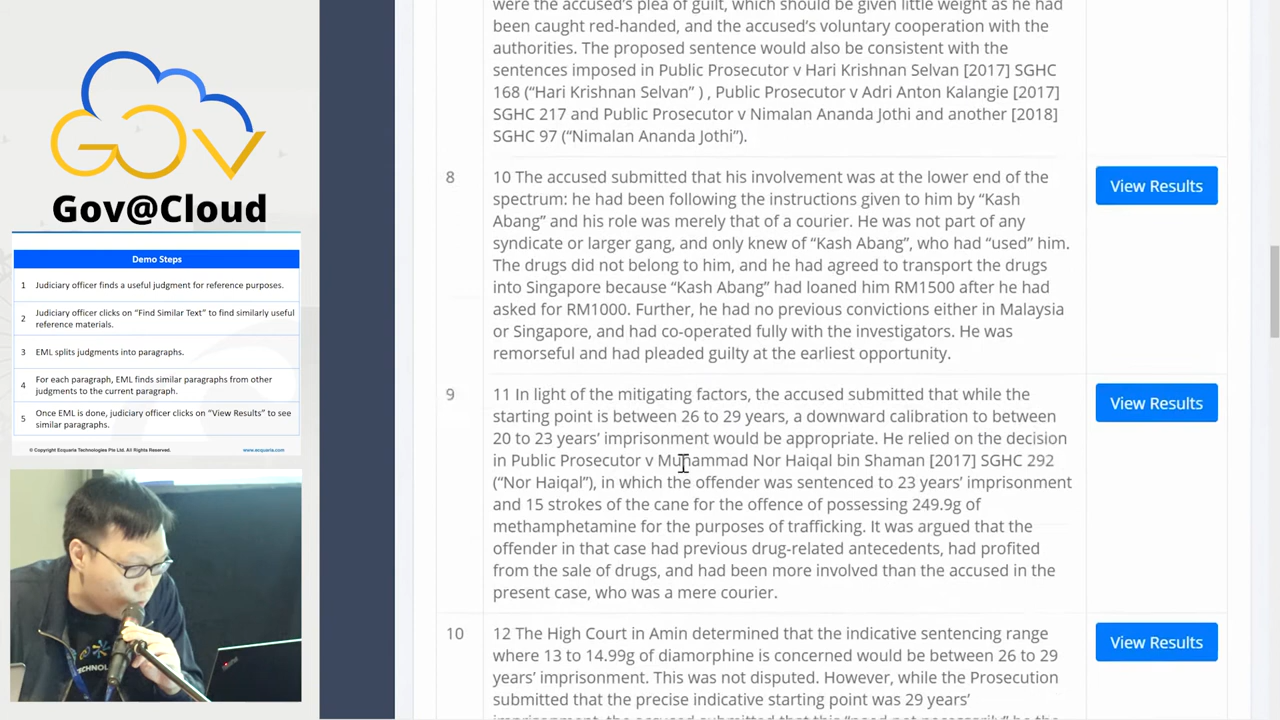 GOV
Gov@Cloud
Demo Steps
1 Judiciary officer finds a useful judgment for reference purposes.
2 Judiciary officer clicks on “Find Similar Text” to find similarly useful
reference materials.
3 EML splits judgments into paragraphs.
4 For each paragraph, EML finds similar paragraphs from other
judgments to the current paragraph.
5 Once EML is done, judiciary officer clicks on “View Results” to see
similar paragraphs.
© Copyright Ecquaria Technologies Pte Ltd. All Rights Reserved. www.ecquaria.com
TECHNOLOG
were the accused’s plea of guilt, which should be given little weight as he had
been caught red-handed, and the accused’s voluntary cooperation with the
authorities. The proposed sentence would also be consistent with the
sentences imposed in Public Prosecutor v Hari Krishnan Selvan [2017] SGHC
168 (“Hari Krishnan Selvan” ) , Public Prosecutor v Adri Anton Kalangie [2017]
SGHC 217 and Public Prosecutor v Nimalan Ananda Jothi and another [2018]
SGHC 97 (“Nimalan Ananda Jothi”).
8 10 The accused submitted that his involvement was at the lower end of the View Results
spectrum: he had been following the instructions given to him by “Kash
Abang” and his role was merely that of a courier. He was not part of any
syndicate or larger gang, and only knew of “Kash Abang”, who had “used” him.
The drugs did not belong to him, and he had agreed to transport the drugs
into Singapore because “Kash Abang” had loaned him RM1500 after he had
asked for RM1000. Further, he had no previous convictions either in Malaysia
or Singapore, and had co-operated fully with the investigators. He was
remorseful and had pleaded guilty at the earliest opportunity.
9 11 In light of the mitigating factors, the accused submitted that while the View Results
starting point is between 26 to 29 years, a downward calibration to between
20 to 23 years’ imprisonment would be appropriate. He relied on the decision
in Public Prosecutor v Muhammad Nor Haiqal bin Shaman [2017] SGHC 292
(“Nor Haiqal”), in which the offender was sentenced to 23 years’ imprisonment
and 15 strokes of the cane for the offence of possessing 249.9g of
methamphetamine for the purposes of trafficking. It was argued that the
offender in that case had previous drug-related antecedents, had profited
from the sale of drugs, and had been more involved than the accused in the
present case, who was a mere courier.
10 12 The High Court in Amin determined that the indicative sentencing range View Results
where 13 to 14.99g of diamorphine is concerned would be between 26 to 29
years’ imprisonment. This was not disputed. However, while the Prosecution
submitted that the precise indicative starting point was 29 years’